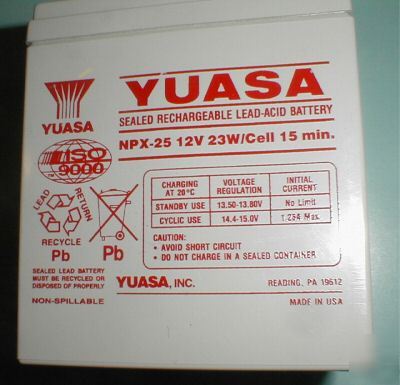 YUASA
YUASA
SEALED RECHARGEABLE LEAD-ACID BATTERY
NPX-25 12V 23W/Cell 15 min.
ISO
9000
CHARGING AT 20°C
VOLTAGE REGULATION
INITIAL CURRENT
STANDBY USE 13.50-13.80V No Limit
CYCLIC USE 14.4-15.0V Max
LEAD RETURN
RECYCLE
Pb
Pb
CAUTION:
• AVOID SHORT CIRCUIT
• DO NOT CHARGE IN A SEALED CONTAINER
SEALED LEAD BATTERY
MUST BE RECYCLED OR
DISPOSED OF PROPERLY
NON-SPILLABLE
YUASA, INC.
READING, PA 19612
MADE IN USA